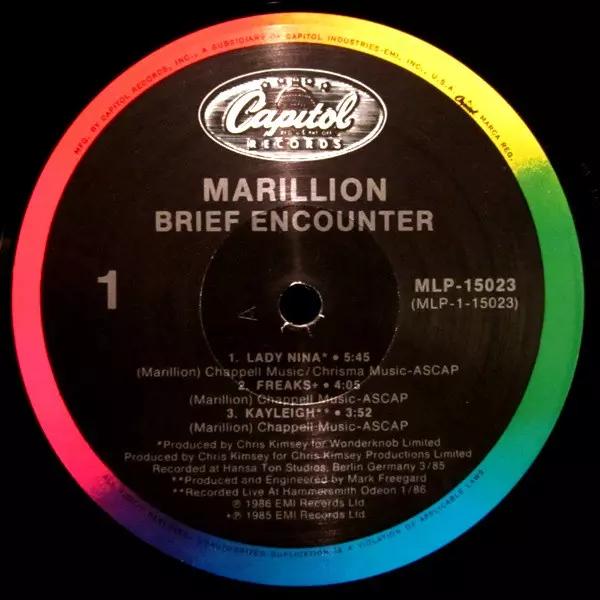 MFG. BY CAPITOL RECORDS, INC., A SUBSIDIARY OF CAPITOL INDUSTRIES-EMI, INC., U.S.A. Capitol MARCA REG.
Capitol
RECORDS
MARILLION
BRIEF ENCOUNTER
1
MLP-15023
(MLP-1-15023)
A
1. LADY NINA* • 5:45
(Marillion) Chappell Music/Chrisma Music-ASCAP
2. FREAKS+ • 4:05
(Marillion) Chappell Music-ASCAP
3. KAYLEIGH** • 3:52
(Marillion) Chappell Music-ASCAP
*Produced by Chris Kimsey for Wonderknob Limited
Produced by Chris Kimsey for Chris Kimsey Productions Limited
Recorded at Hansa Ton Studios, Berlin Germany 3/85
**Produced and Engineered by Mark Freegard
**Recorded Live At Hammersmith Odeon 1/86
℗ 1986 EMI Records Ltd
+℗ 1985 EMI Records Ltd.
ALL RIGHTS RESERVED. UNAUTHORIZED DUPLICATION IS A VIOLATION OF APPLICABLE LAWS